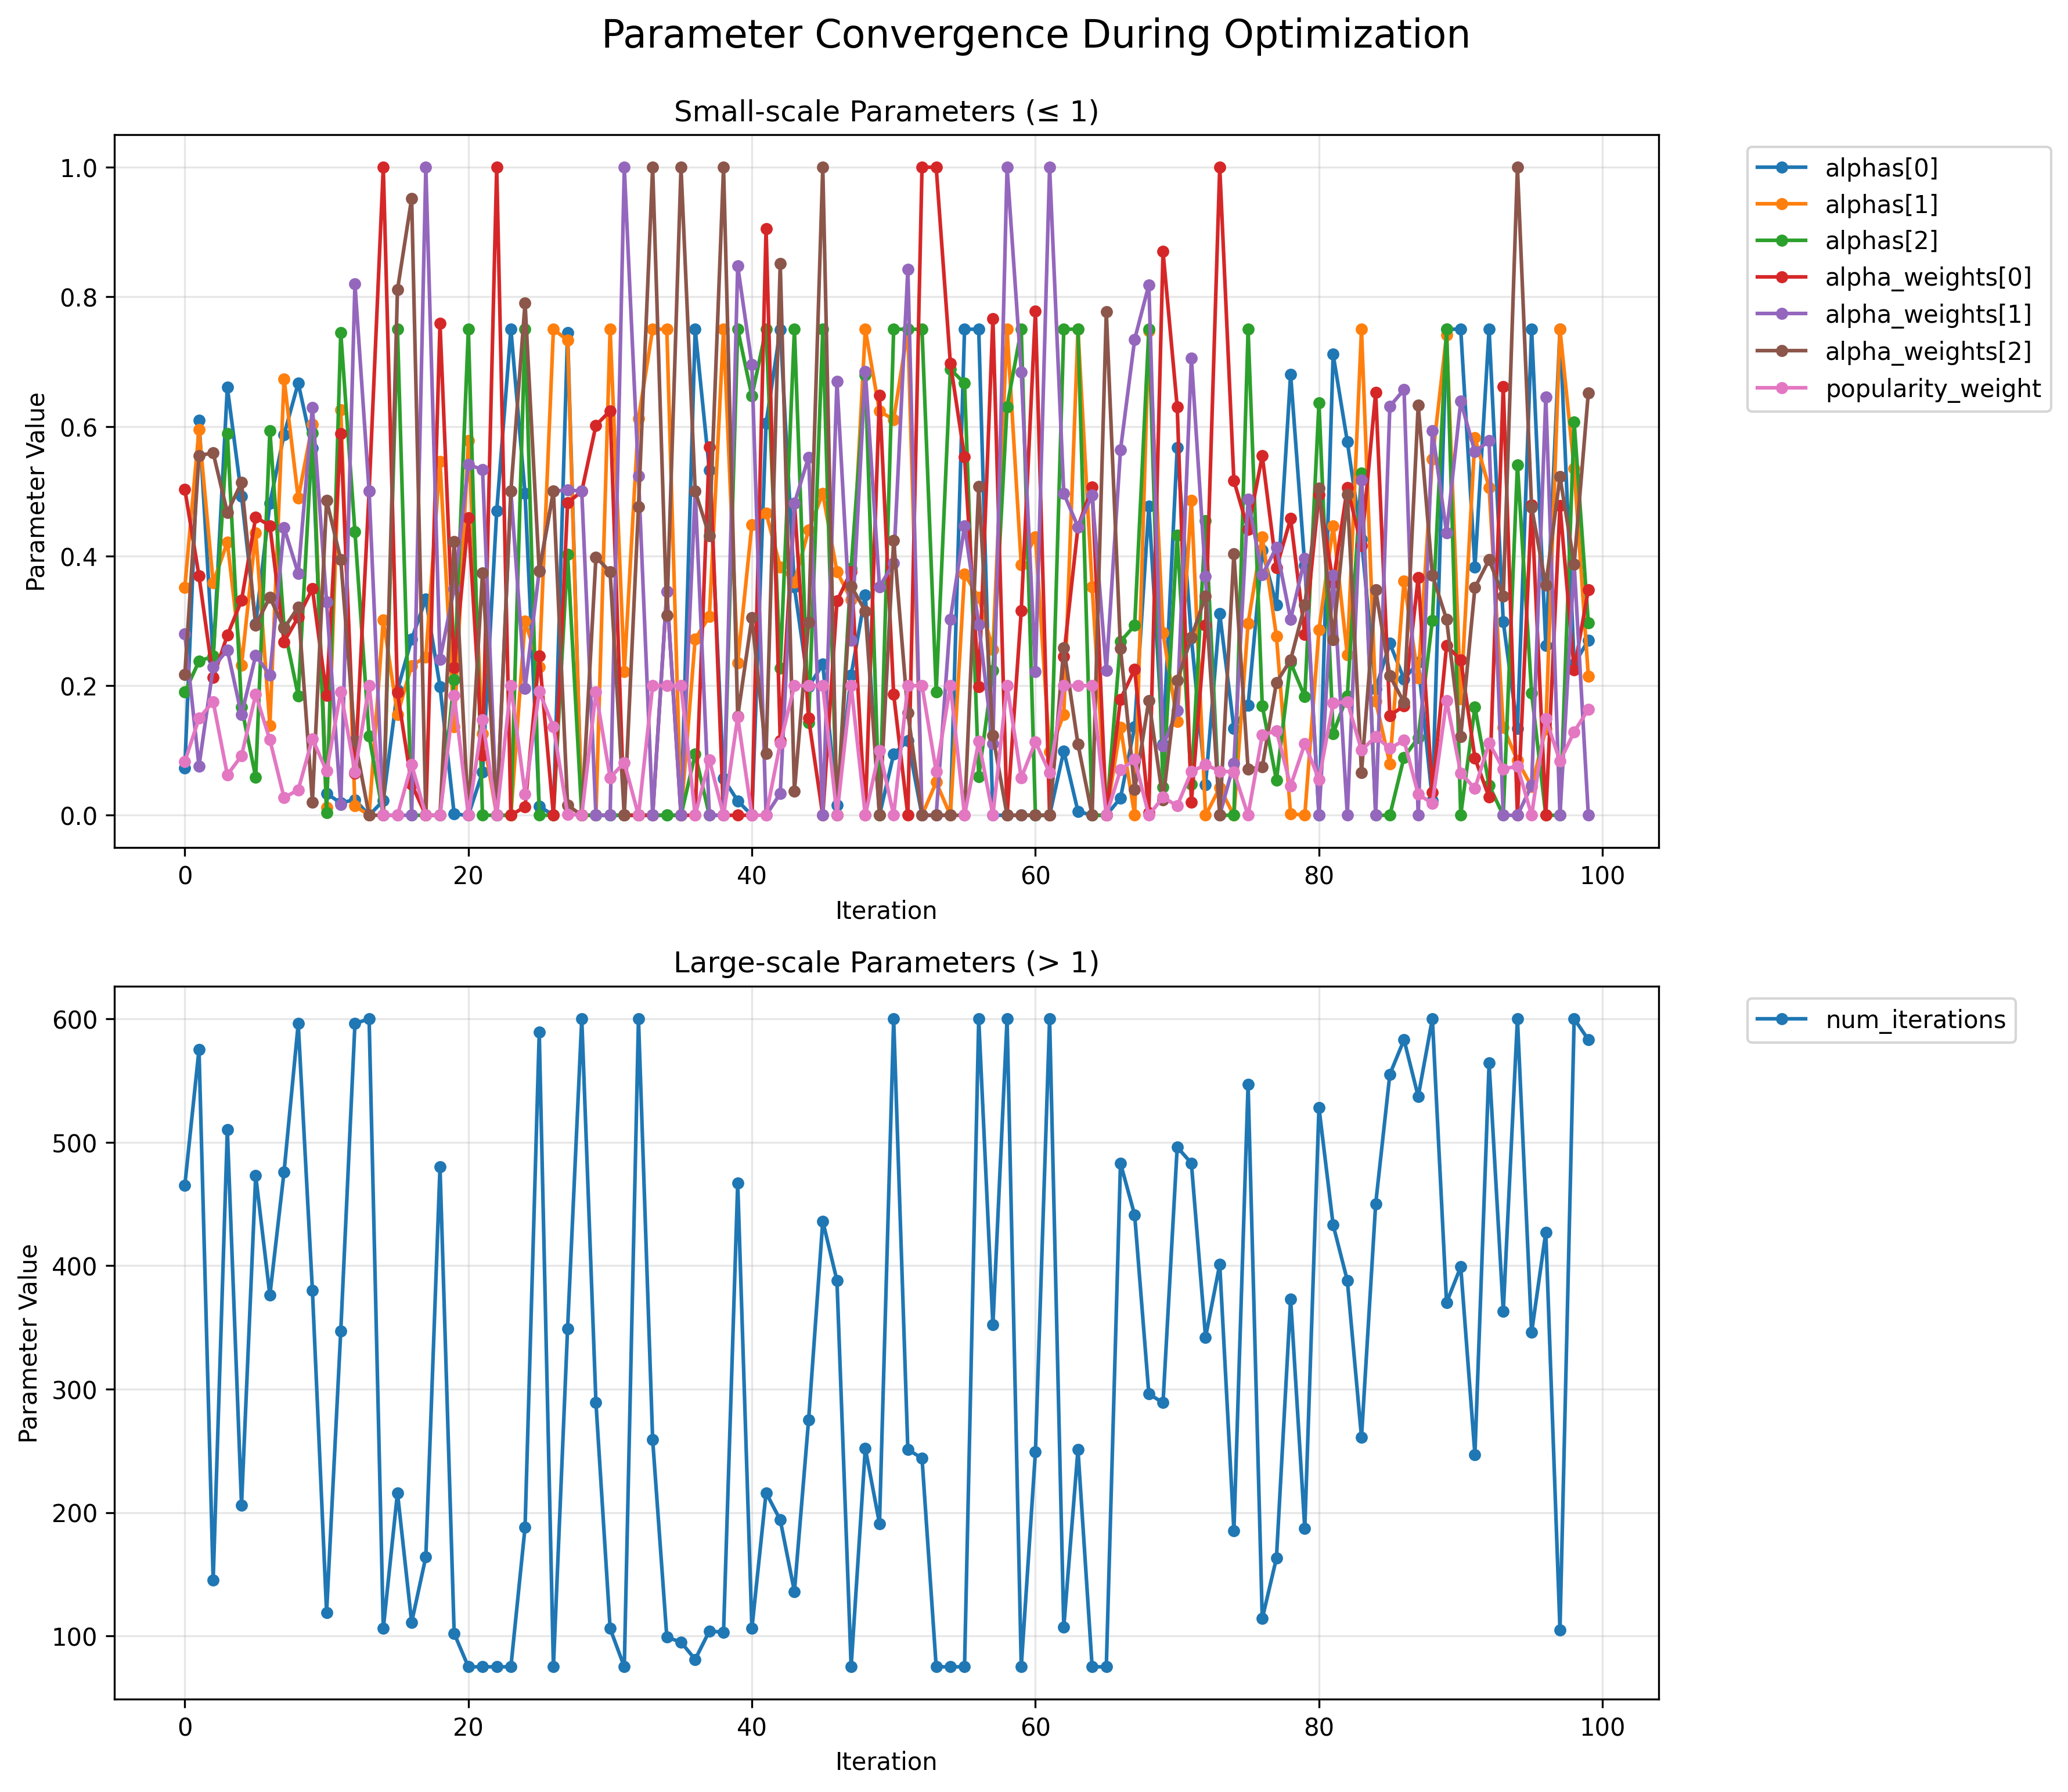 Parameter Convergence During Optimization
Small-scale Parameters (≤ 1)
Parameter Value
1.0
0.8
0.6
0.4
0.2
0.0
0 20 40 60 80 100
Iteration
alphas[0]
alphas[1]
alphas[2]
alpha_weights[0]
alpha_weights[1]
alpha_weights[2]
popularity_weight
Large-scale Parameters (> 1)
Parameter Value
600
500
400
300
200
100
0 20 40 60 80 100
Iteration
num_iterations